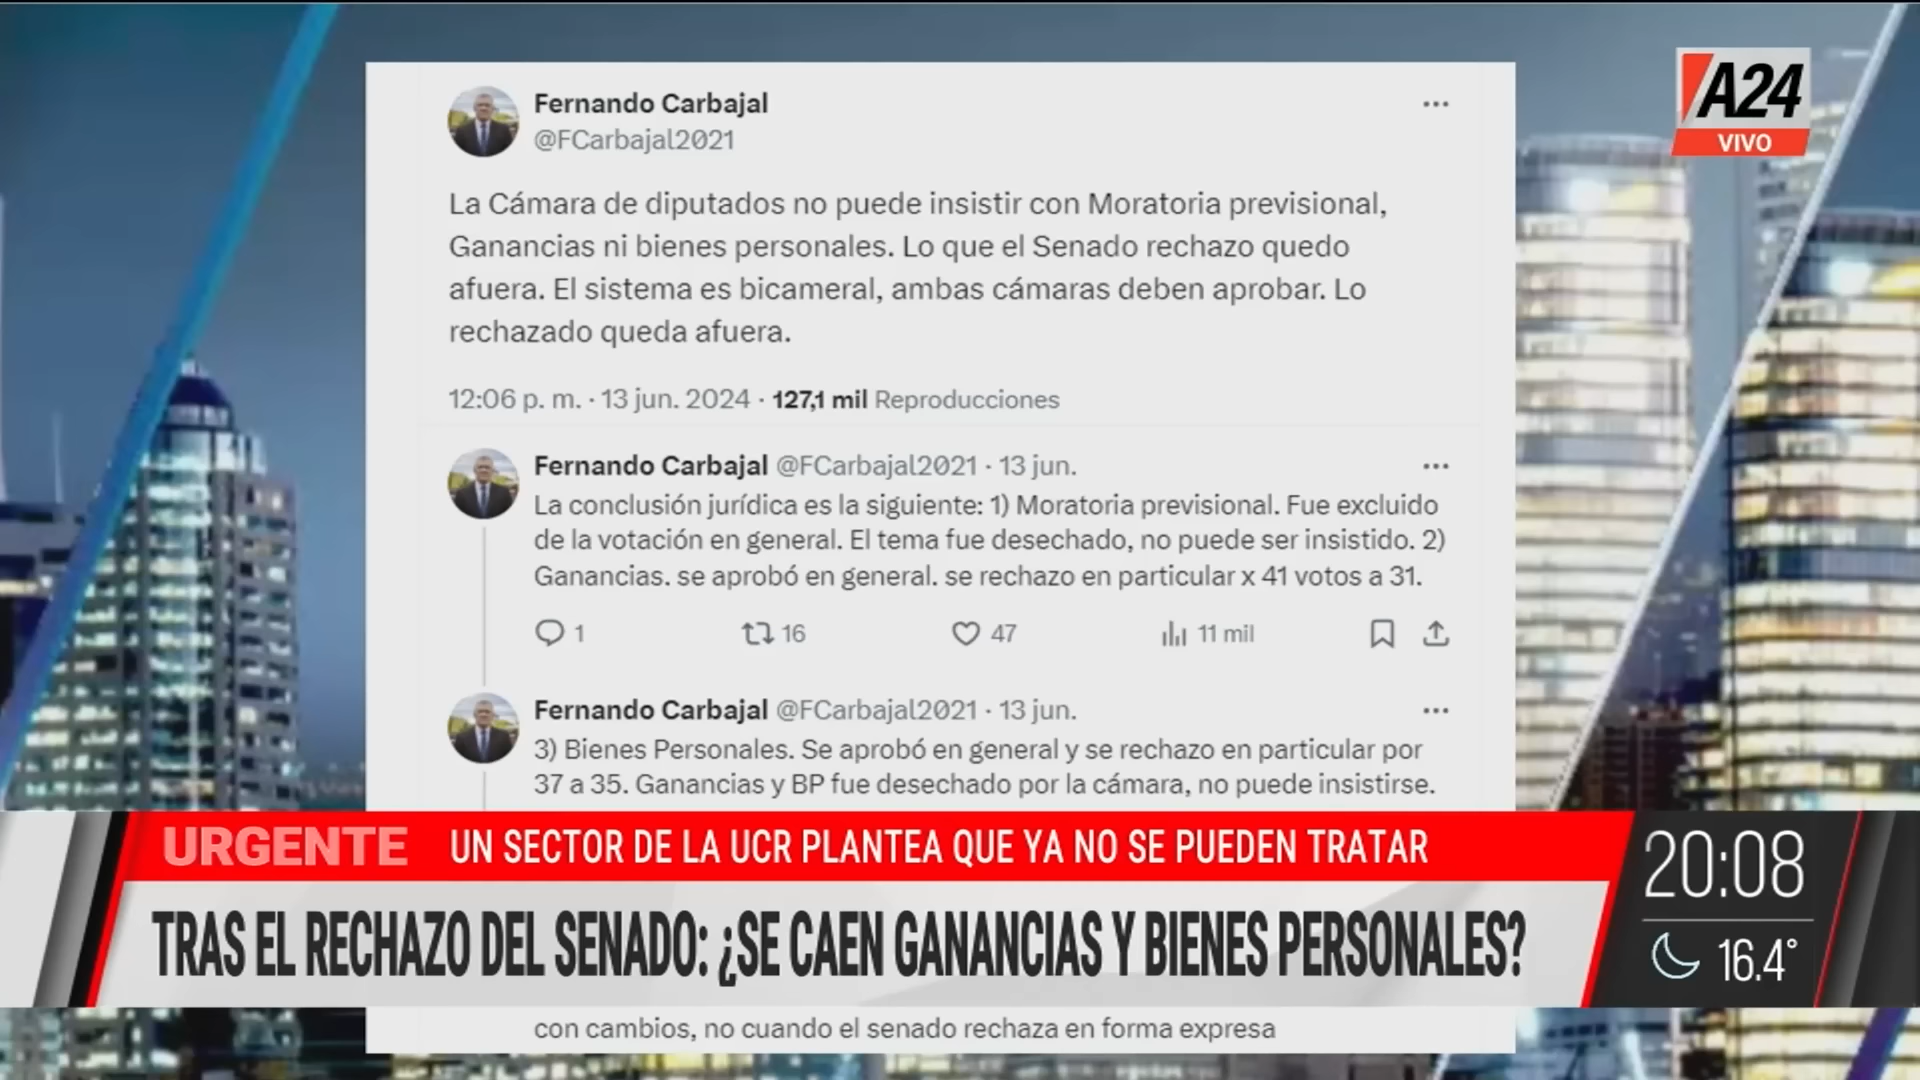 Fernando Carbajal
@FCarbajal2021
A24
VIVO
La Cámara de diputados no puede insistir con Moratoria previsional,
Ganancias ni bienes personales. Lo que el Senado rechazo quedo
afuera. El sistema es bicameral, ambas cámaras deben aprobar. Lo
rechazado queda afuera.
12:06 p. m. · 13 jun. 2024 · 127,1 mil Reproducciones
Fernando Carbajal @FCarbajal2021 · 13 jun.
La conclusión jurídica es la siguiente: 1) Moratoria previsional. Fue excluido
de la votación en general. El tema fue desechado, no puede ser insistido. 2)
Ganancias. se aprobó en general. se rechazo en particular x 41 votos a 31.
1 16 47 11 mil
Fernando Carbajal @FCarbajal2021 · 13 jun.
3) Bienes Personales. Se aprobó en general y se rechazo en particular por
37 a 35. Ganancias y BP fue desechado por la cámara, no puede insistirse.
URGENTE UN SECTOR DE LA UCR PLANTEA QUE YA NO SE PUEDEN TRATAR
TRAS EL RECHAZO DEL SENADO: ¿SE CAEN GANANCIAS Y BIENES PERSONALES?
20:08
16.4°
con cambios, no cuando el senado rechaza en forma expresa